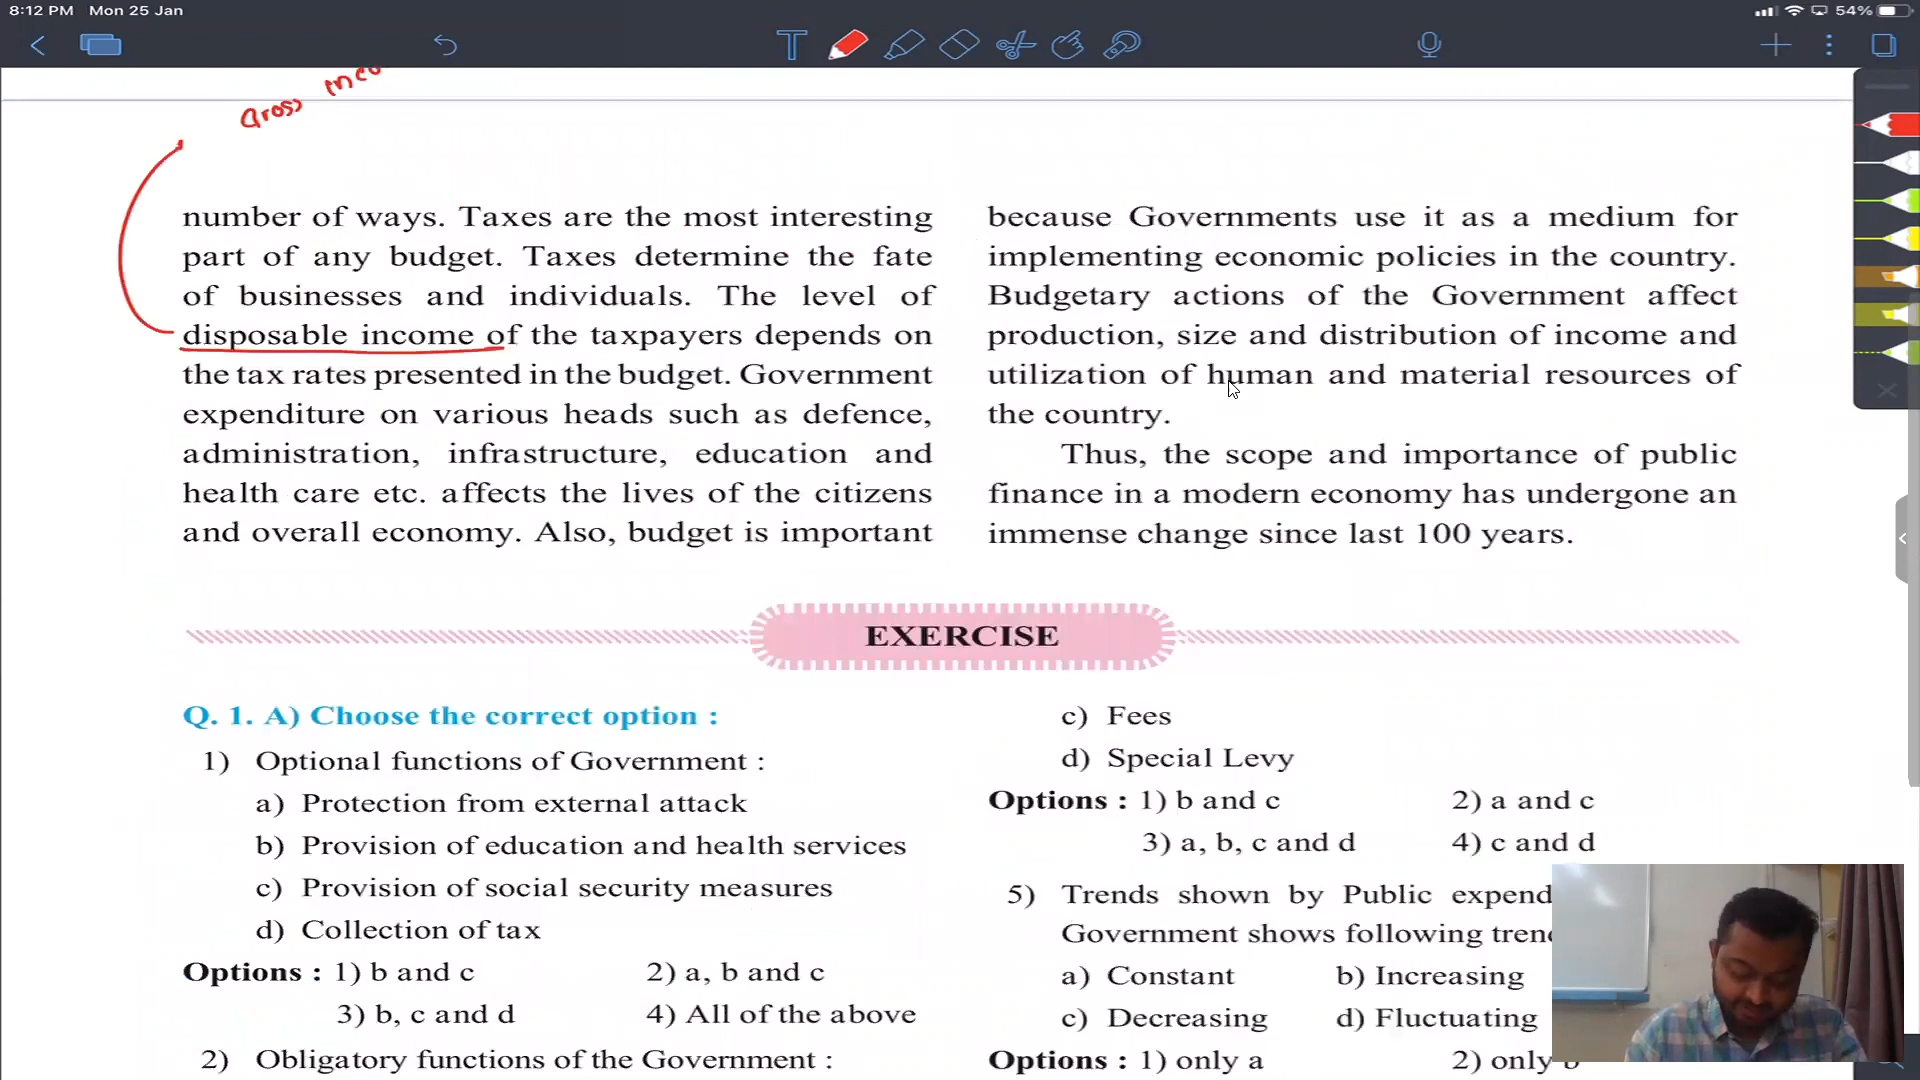 8:12 PM Mon 25 Jan
54%
Gross
number of ways. Taxes are the most interesting
part of any budget. Taxes determine the fate
of businesses and individuals. The level of
disposable income of the taxpayers depends on
the tax rates presented in the budget. Government
expenditure on various heads such as defence,
administration, infrastructure, education and
health care etc. affects the lives of the citizens
and overall economy. Also, budget is important
because Governments use it as a medium for
implementing economic policies in the country.
Budgetary actions of the Government affect
production, size and distribution of income and
utilization of human and material resources of
the country.
Thus, the scope and importance of public
finance in a modern economy has undergone an
immense change since last 100 years.
EXERCISE
Q. 1. A) Choose the correct option :
1) Optional functions of Government :
a) Protection from external attack
b) Provision of education and health services
c) Provision of social security measures
d) Collection of tax
Options : 1) b and c 2) a, b and c
3) b, c and d 4) All of the above
2) Obligatory functions of the Government :
c) Fees
d) Special Levy
Options : 1) b and c 2) a and c
3) a, b, c and d 4) c and d
5) Trends shown by Public
Government shows following
a) Constant b) Increasing
c) Decreasing d) Fluctuating
Options : 1) only a 2) only